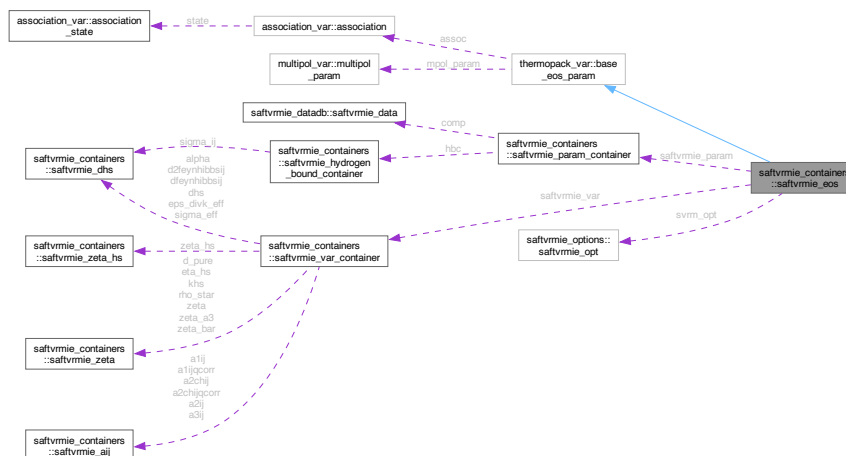 association_var::association
_state
state
association_var::association
assoc
multipol_var::multipol
_param
mpol_param
thermopack_var::base
_eos_param
saftvrmie_datadb::saftvrmie_data
comp
saftvrmie_containers
::saftvrmie_param_container
saftvrmie_param
saftvrmie_containers
::saftvrmie_dhs
sigma_ij
saftvrmie_containers
::saftvrmie_hydrogen
_bound_container
hbc
saftvrmie_containers
::saftvrmie_eos
alpha
d2feynhibbsij
dfeynhibbsij
dhs
eps_divk_eff
sigma_eff
saftvrmie_var
svrm_opt
saftvrmie_containers
::saftvrmie_zeta_hs
zeta_hs
saftvrmie_containers
::saftvrmie_var_container
saftvrmie_options::
saftvrmie_opt
d_pure
eta_hs
khs
rho_star
zeta
zeta_a3
zeta_bar
saftvrmie_containers
::saftvrmie_zeta
a1ij
a1ijqcorr
a2chij
a2chijqcorr
a2ij
a3ij
saftvrmie_containers
::saftvrmie_aij